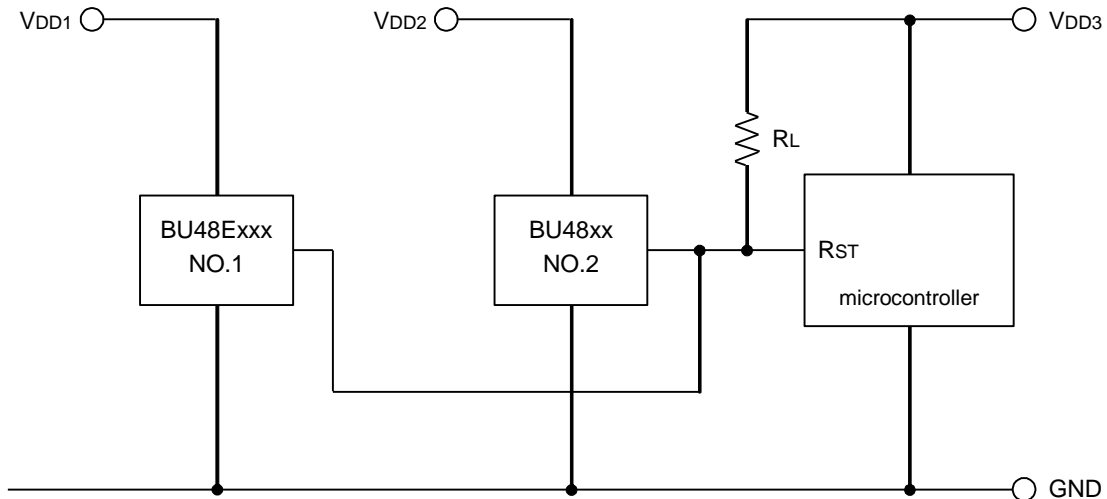 VDD1
VDD2
VDD3
RL
BU48Exxx
NO.1
BU48xx
NO.2
RST
microcontroller
GND